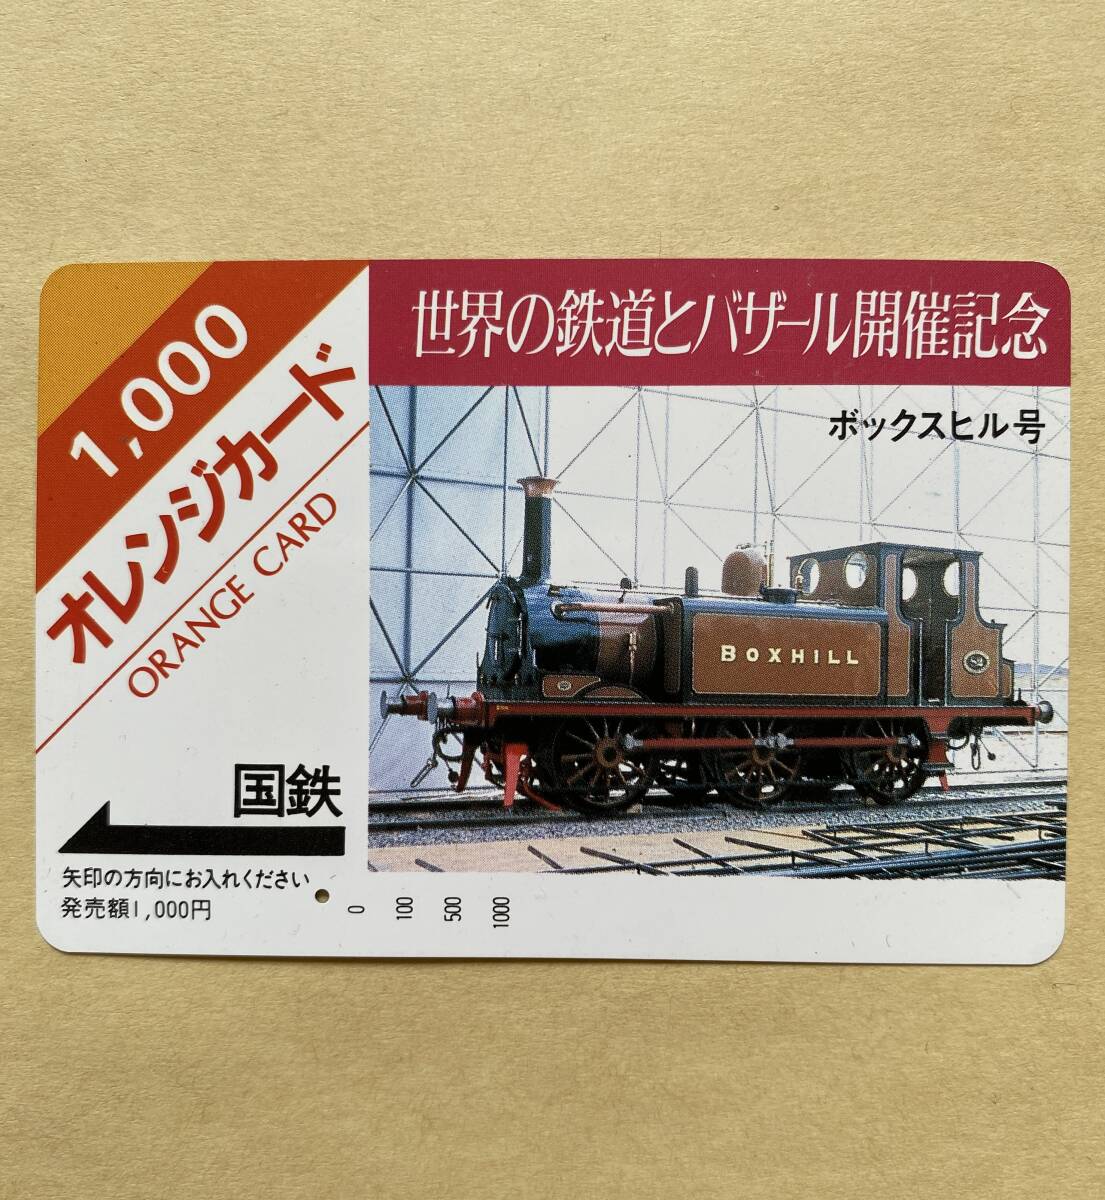 1,000
オレンジカード
ORANGE CARD
世界の鉄道とバザール開催記念
ボックスヒル号
BOXHILL
82
国鉄
矢印の方向にお入れください
発売額1,000円
0 100 500 1000